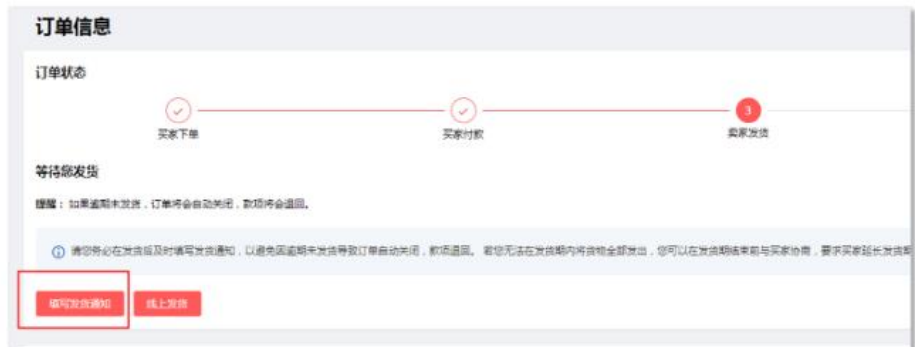 订单信息
订单状态
3
买家下单 买家付款 卖家发货
等待您发货
提醒：如果逾期未发货，订单将会自动关闭，款项将会退回。
请您务必在发货后及时填写发货通知，以避免因逾期未发货导致订单自动关闭，款项退回。 若您无法在发货期内将货物全部发出，您可以在发货期结束前与买家协商，要求买家延长发货期
填写发货通知 线上发货